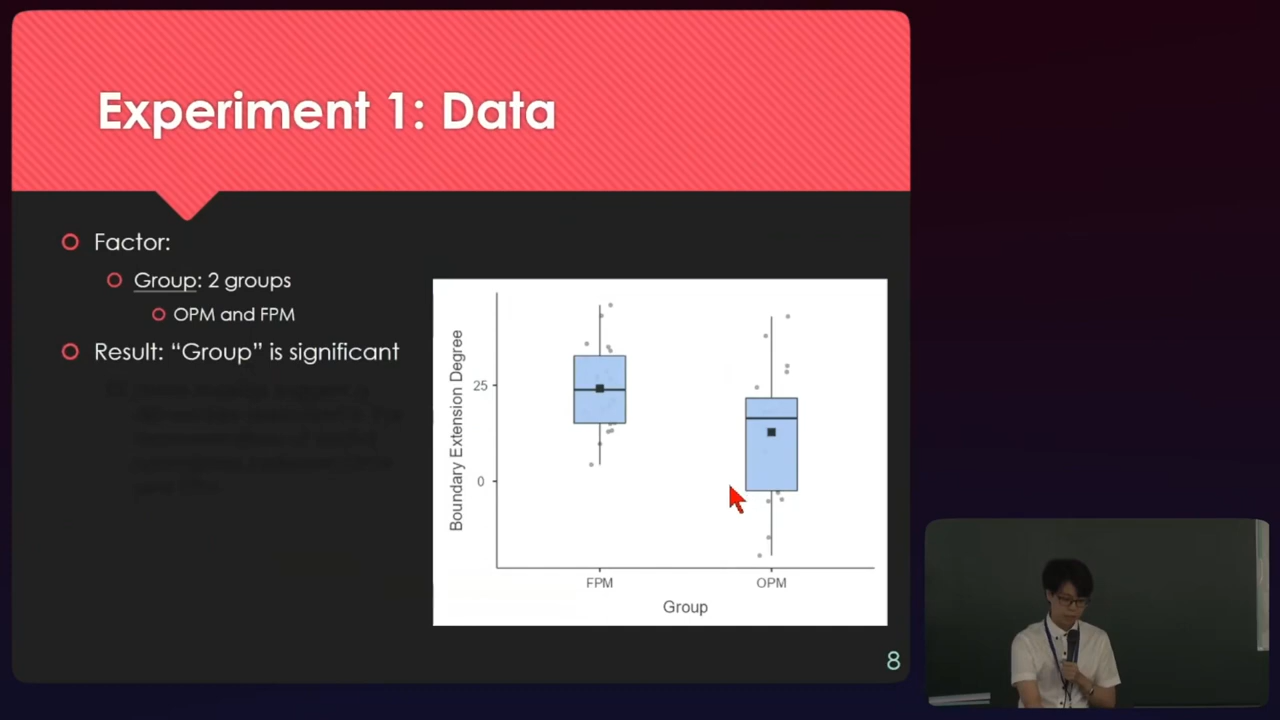 Experiment 1: Data
Factor:
Group: 2 groups
OPM and FPM
Result: “Group” is significant
Boundary Extension Degree
25
0
FPM
OPM
Group
8